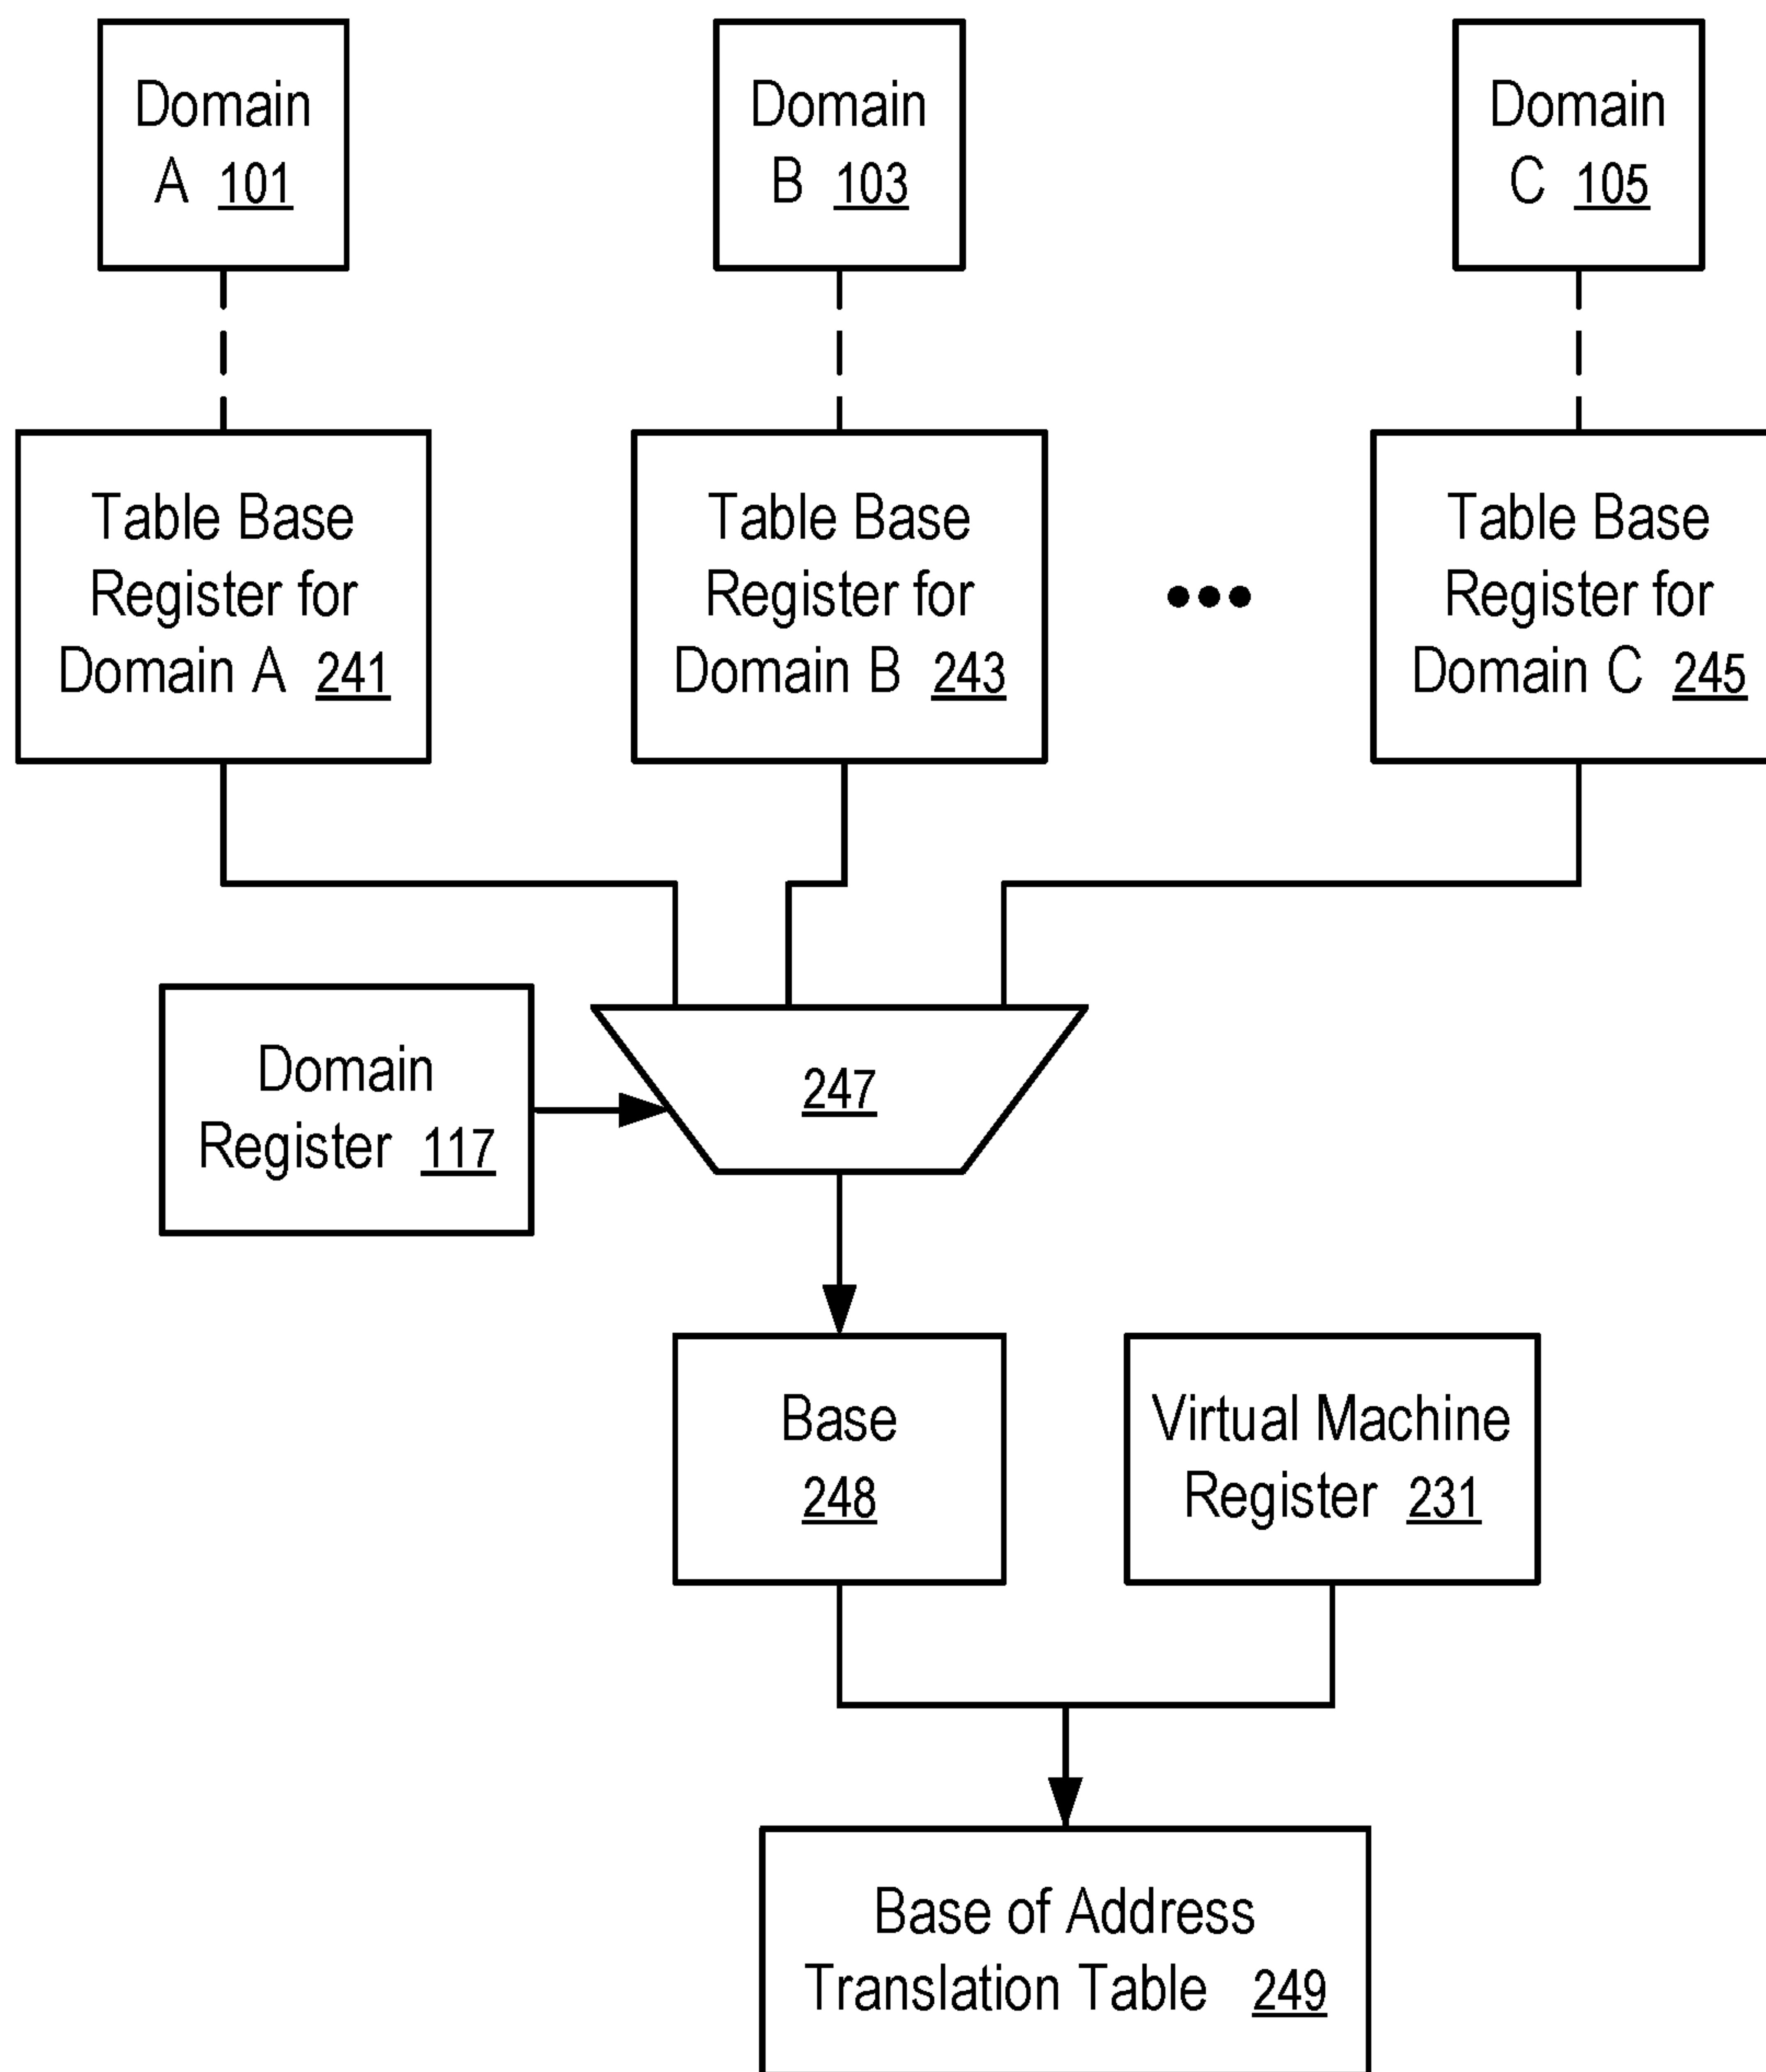 Domain
A 101
Domain
B 103
Domain
C 105
Table Base
Register for
Domain A 241
Table Base
Register for
Domain B 243
•••
Table Base
Register for
Domain C 245
Domain
Register 117
247
Base
248
Virtual Machine
Register 231
Base of Address
Translation Table 249